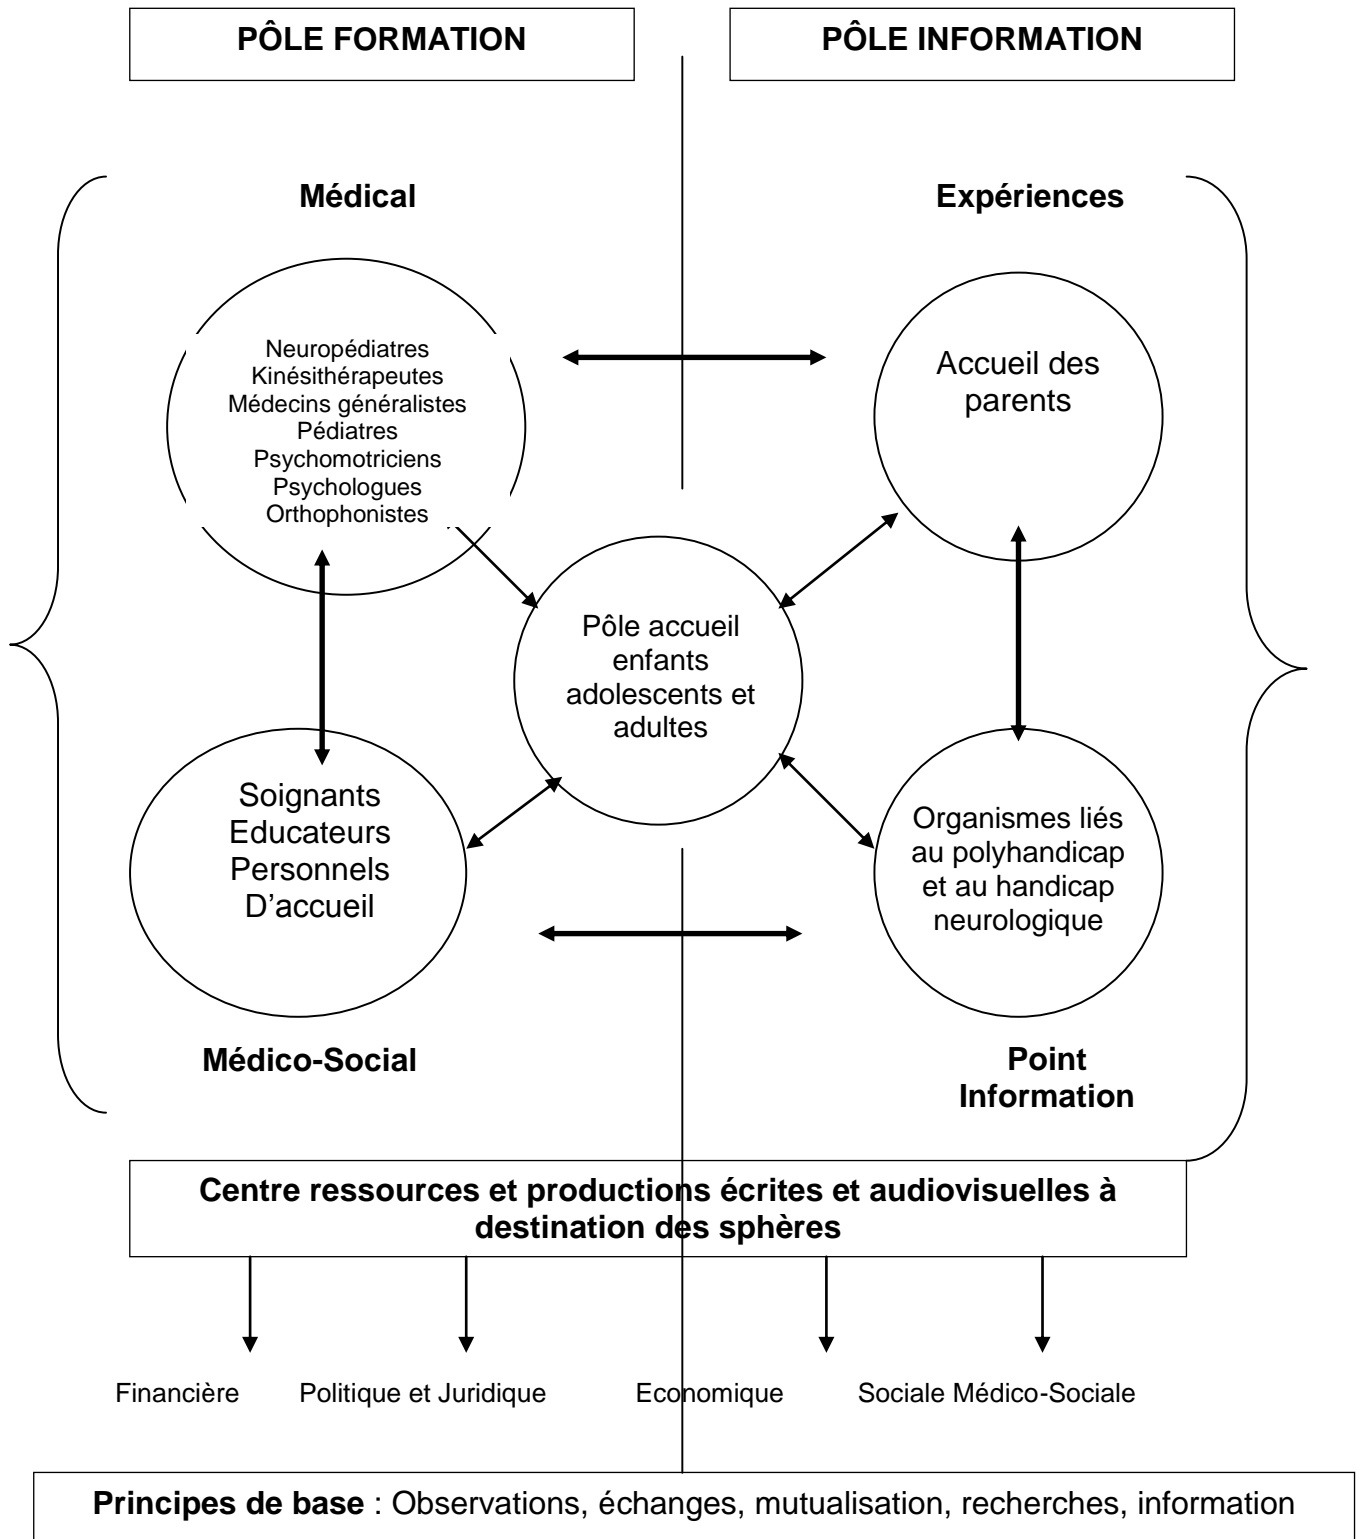 PÔLE FORMATION
PÔLE INFORMATION
Médical
Expériences
Neuropédiatres
Kinésithérapeutes
Médecins généralistes
Pédiatres
Psychomotriciens
Psychologues
Orthophonistes
Accueil des
parents
Pôle accueil
enfants
adolescents et
adultes
Soignants
Educateurs
Personnels
D’accueil
Organismes liés
au polyhandicap
et au handicap
neurologique
Médico-Social
Point
Information
Centre ressources et productions écrites et audiovisuelles à
destination des sphères
Financière
Politique et Juridique
Economique
Sociale Médico-Sociale
Principes de base : Observations, échanges, mutualisation, recherches, information